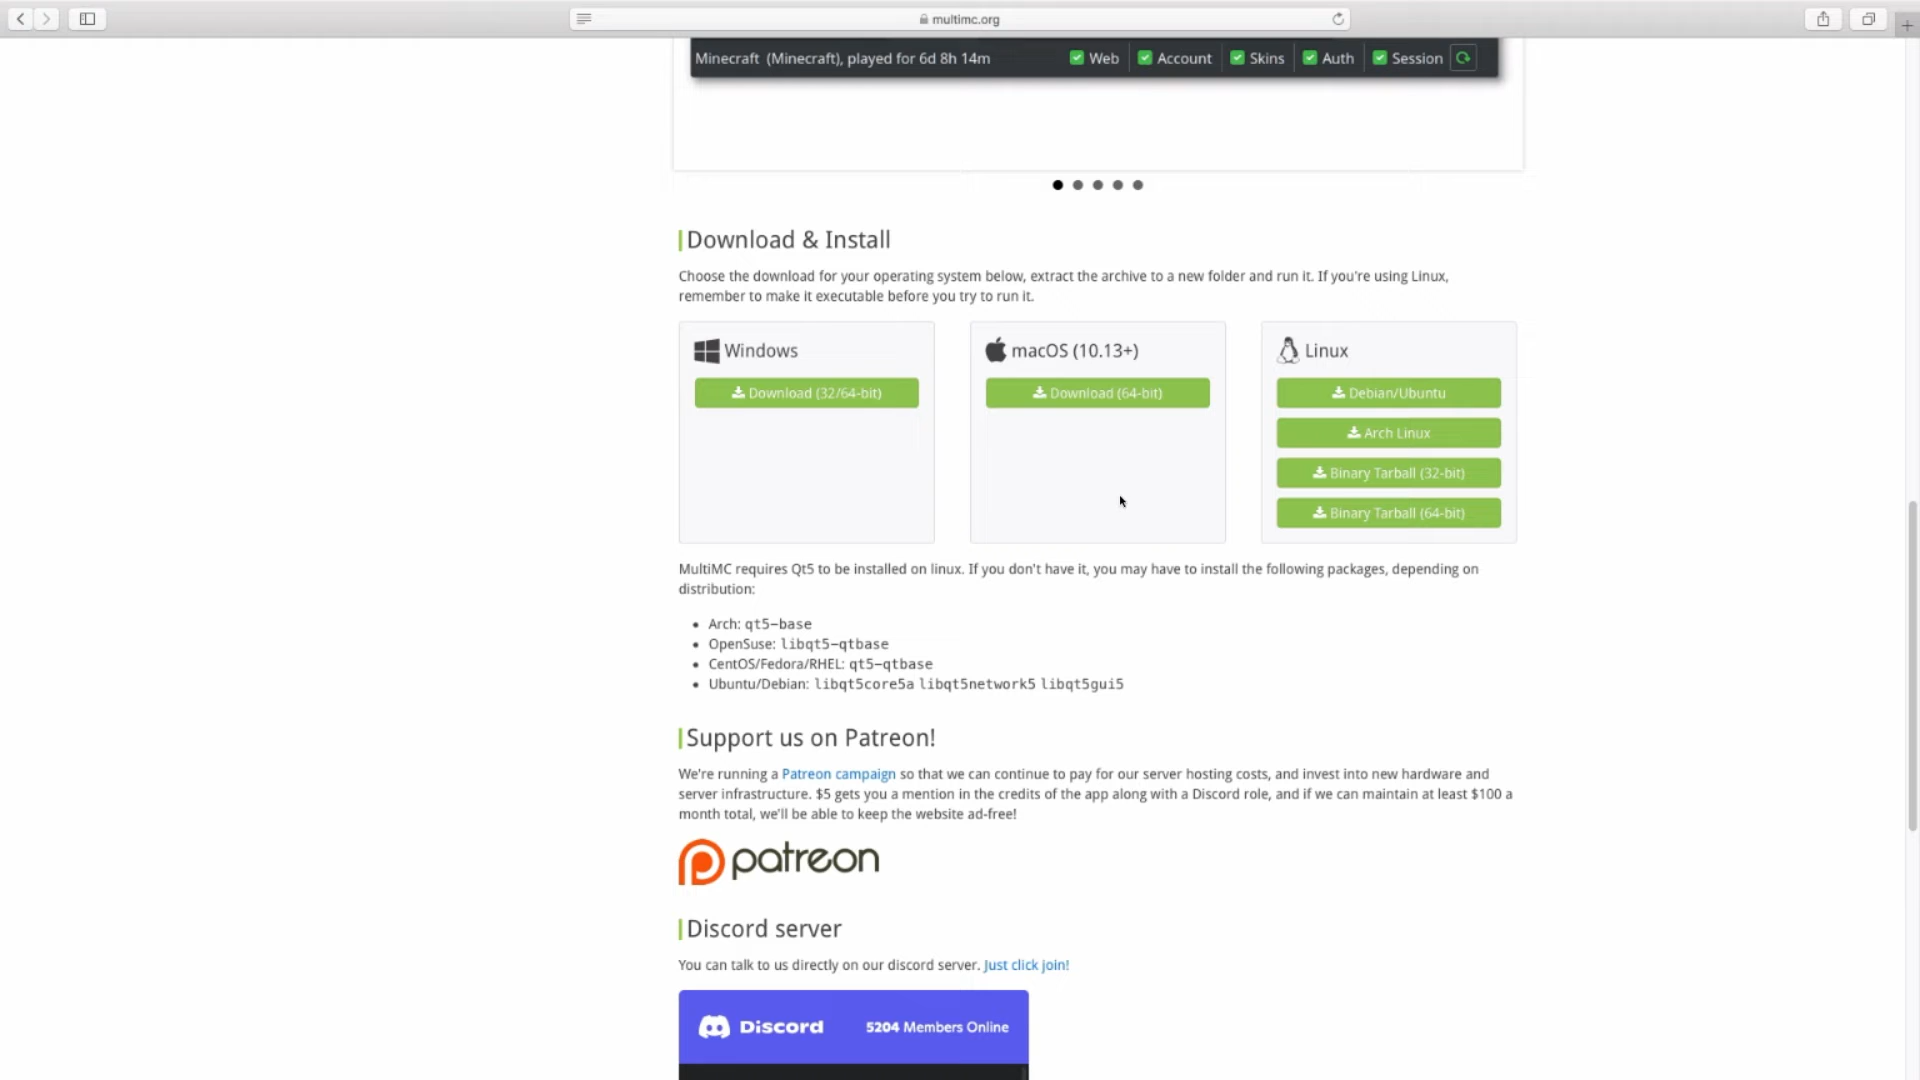 multimc.org
Minecraft (Minecraft), played for 6d 8h 14m
Web
Account
Skins
Auth
Session
Download & Install
Choose the download for your operating system below, extract the archive to a new folder and run it. If you're using Linux,
remember to make it executable before you try to run it.
Windows
Download (32/64-bit)
macOS (10.13+)
Download (64-bit)
Linux
Debian/Ubuntu
Arch Linux
Binary Tarball (32-bit)
Binary Tarball (64-bit)
MultiMC requires Qt5 to be installed on linux. If you don't have it, you may have to install the following packages, depending on
distribution:
• Arch: qt5-base
• OpenSuse: libqt5-qtbase
• CentOS/Fedora/RHEL: qt5-qtbase
• Ubuntu/Debian: libqt5core5a libqt5network5 libqt5gui5
Support us on Patreon!
We're running a Patreon campaign so that we can continue to pay for our server hosting costs, and invest into new hardware and
server infrastructure. $5 gets you a mention in the credits of the app along with a Discord role, and if we can maintain at least $100 a
month total, we'll be able to keep the website ad-free!
patreon
Discord server
You can talk to us directly on our discord server. Just click join!
Discord
5204 Members Online